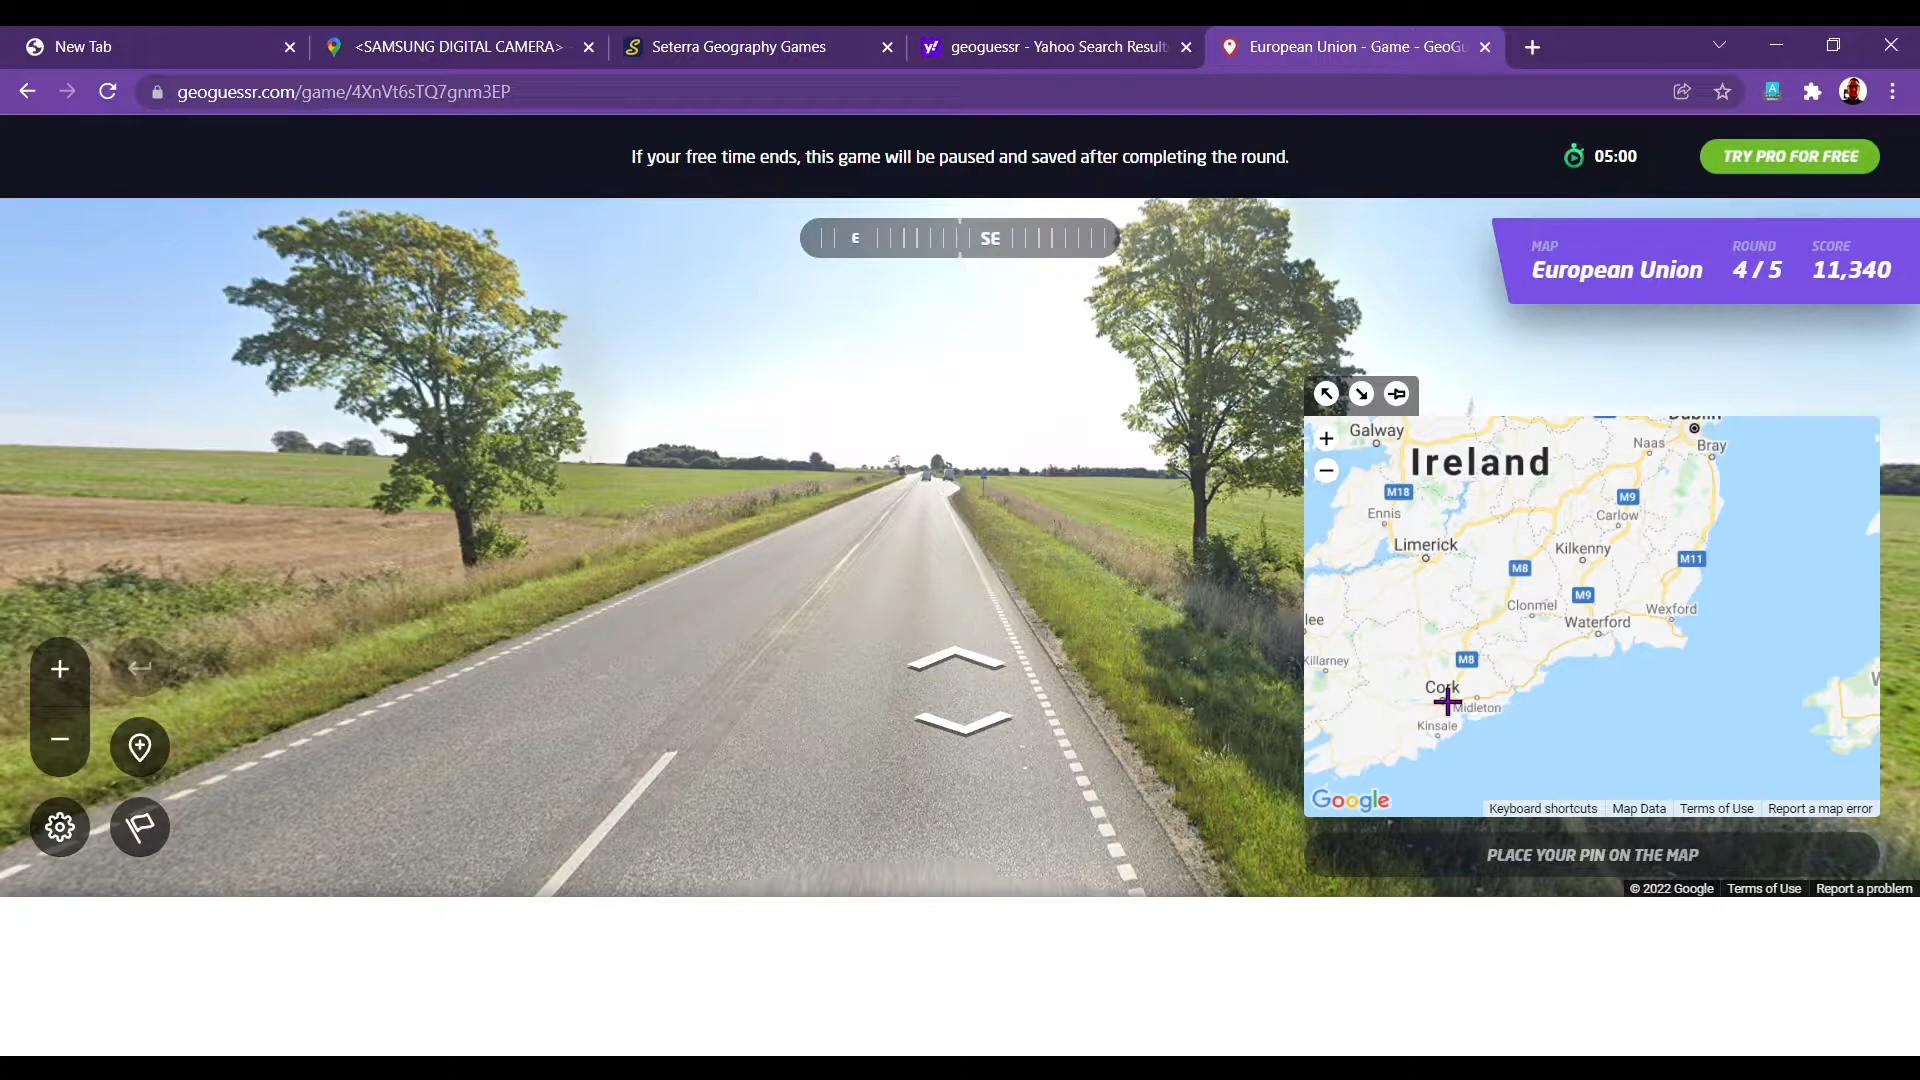 New Tab
<SAMSUNG DIGITAL CAMERA>
Seterra Geography Games
geoguessr - Yahoo Search Result
European Union - Game - GeoGu
geoguessr.com/game/4XnVt6sTQ7gnm3EP
If your free time ends, this game will be paused and saved after completing the round.
05:00
TRY PRO FOR FREE
E
SE
MAP
ROUND
SCORE
European Union
4 / 5
11,340
Dublin
Galway
Naas
Bray
Ireland
M18
M9
Ennis
Carlow
Limerick
Kilkenny
M11
M8
M9
Clonmel
Wexford
lee
Waterford
Killarney
M8
Cork
W
Midleton
Kinsale
Google
Keyboard shortcuts
Map Data
Terms of Use
Report a map error
PLACE YOUR PIN ON THE MAP
© 2022 Google
Terms of Use
Report a problem